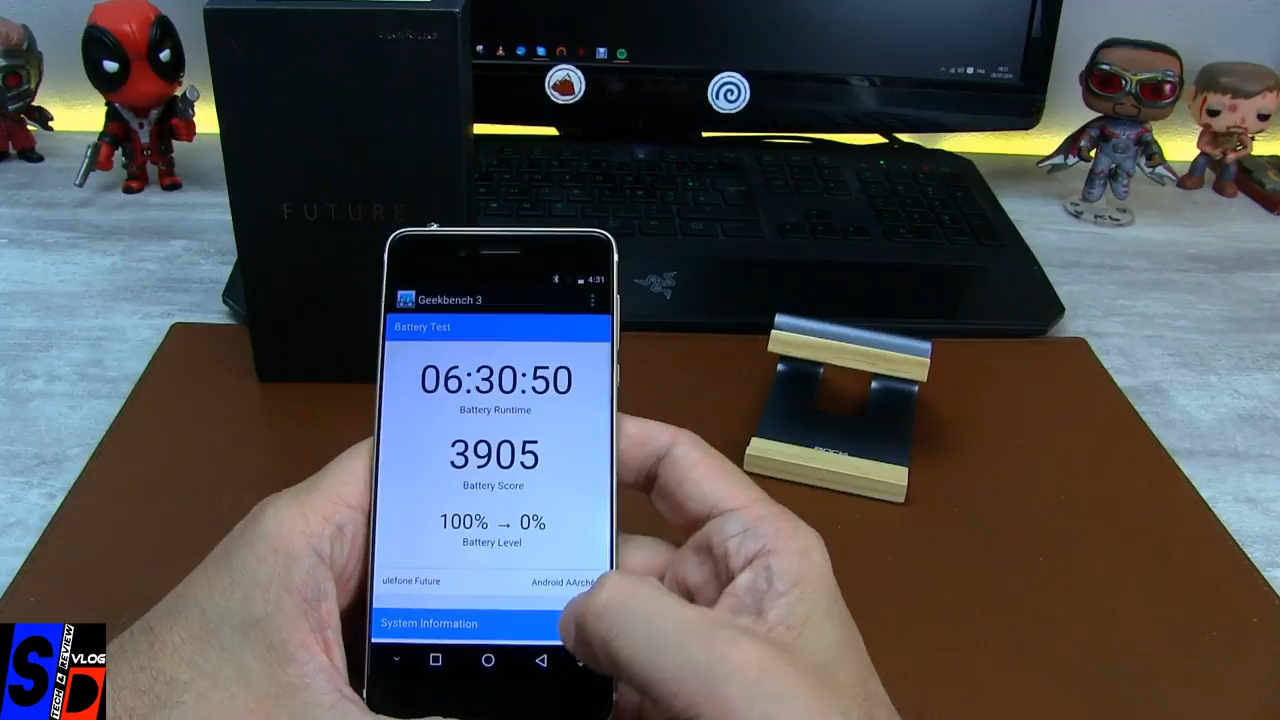 FUTURE
4:31
Geekbench 3
Battery Test
06:30:50
Battery Runtime
3905
Battery Score
100% → 0%
Battery Level
ulefone Future
Android
System Information
SD
TECH & REVIEW
VLOG